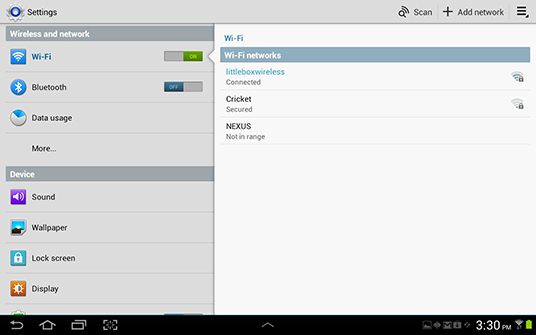 Settings
Scan
Add network
Wireless and network
Wi-Fi
ON
Bluetooth
OFF
Data usage
More...
Device
Sound
Wallpaper
Lock screen
Display
Wi-Fi
Wi-Fi networks
littleboxwireless
Connected
Cricket
Secured
NEXUS
Not in range
3:30 PM